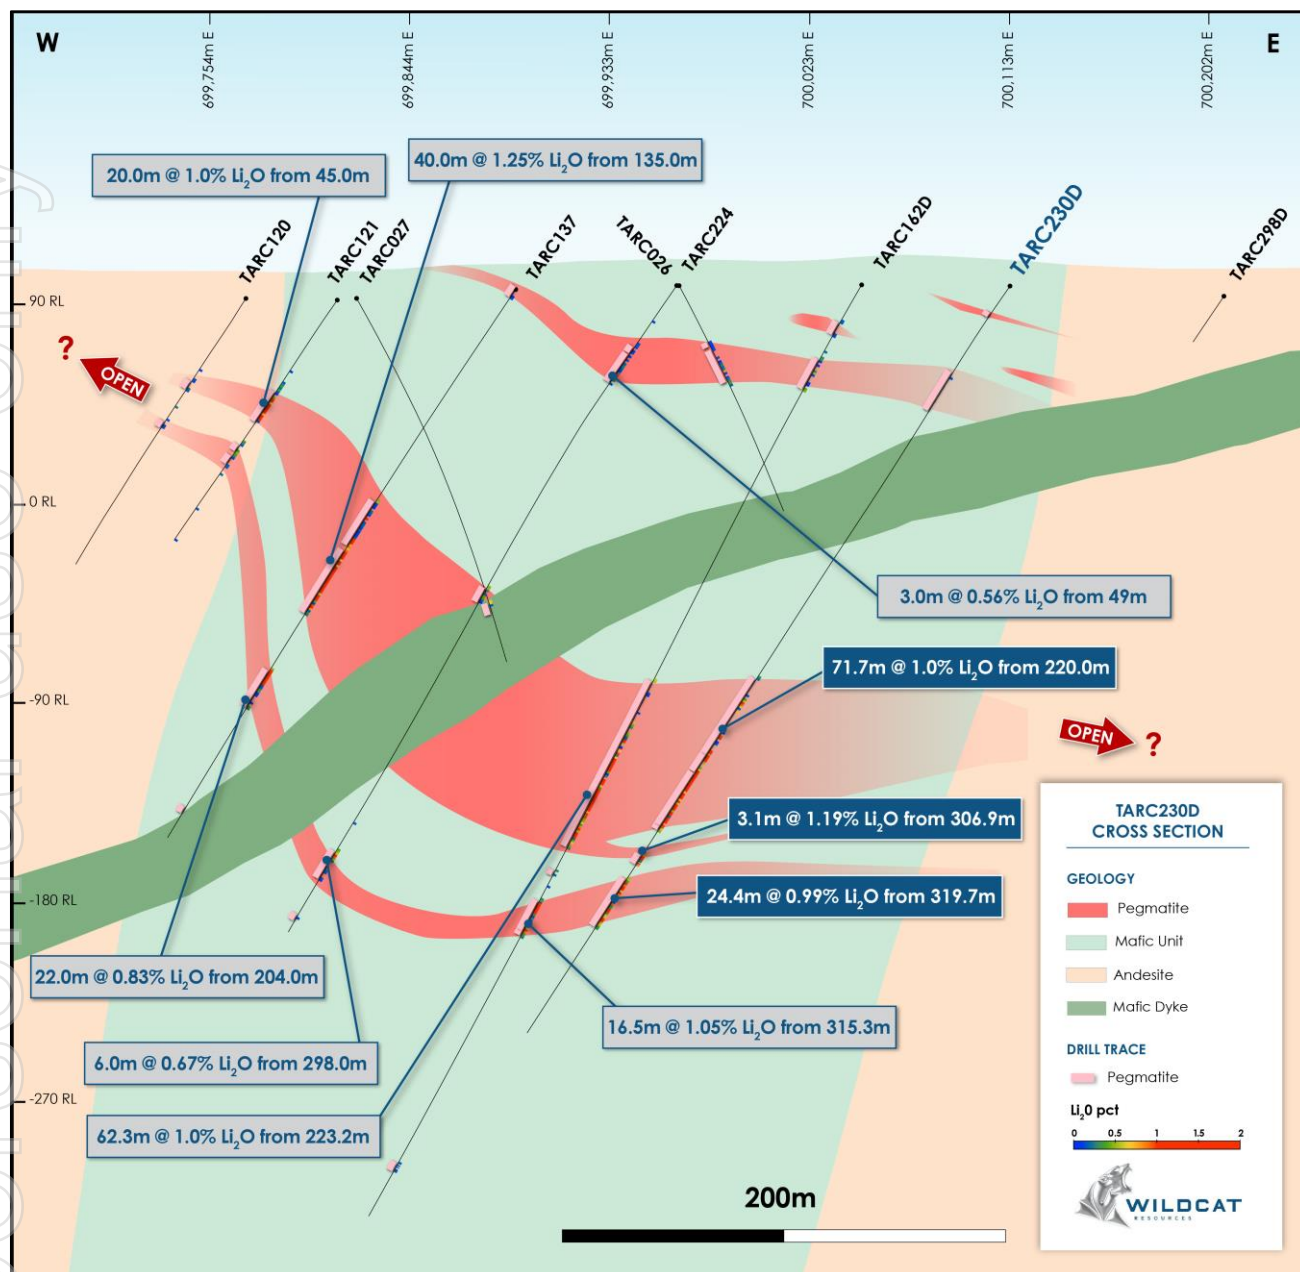 W
E
699,754m E
699,844m E
699,933m E
700,023m E
700,113m E
700,202m E
20.0m @ 1.0% Li₂O from 45.0m
40.0m @ 1.25% Li₂O from 135.0m
TARC120
TARC121
TARC027
TARC137
TARC026
TARC224
TARC162D
TARC230D
TARC298D
90 RL
?
OPEN
0 RL
3.0m @ 0.56% Li₂O from 49m
71.7m @ 1.0% Li₂O from 220.0m
-90 RL
OPEN
?
3.1m @ 1.19% Li₂O from 306.9m
24.4m @ 0.99% Li₂O from 319.7m
-180 RL
22.0m @ 0.83% Li₂O from 204.0m
16.5m @ 1.05% Li₂O from 315.3m
6.0m @ 0.67% Li₂O from 298.0m
-270 RL
62.3m @ 1.0% Li₂O from 223.2m
200m
TARC230D
CROSS SECTION
GEOLOGY
Pegmatite
Mafic Unit
Andesite
Mafic Dyke
DRILL TRACE
Pegmatite
Li₂0 pct
0 0.5 1 1.5 2
WILDCAT
RESOURCES